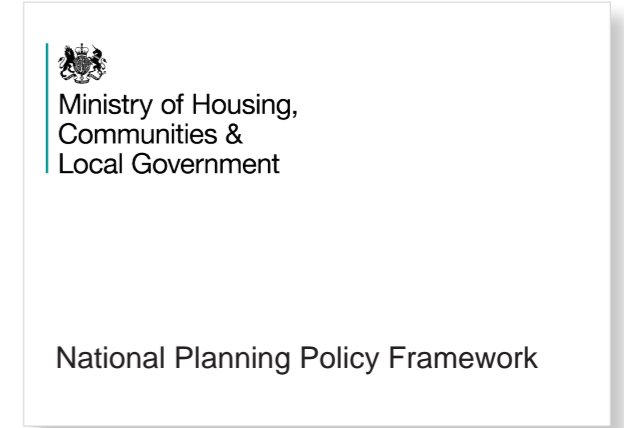 Ministry of Housing,
Communities &
Local Government
National Planning Policy Framework